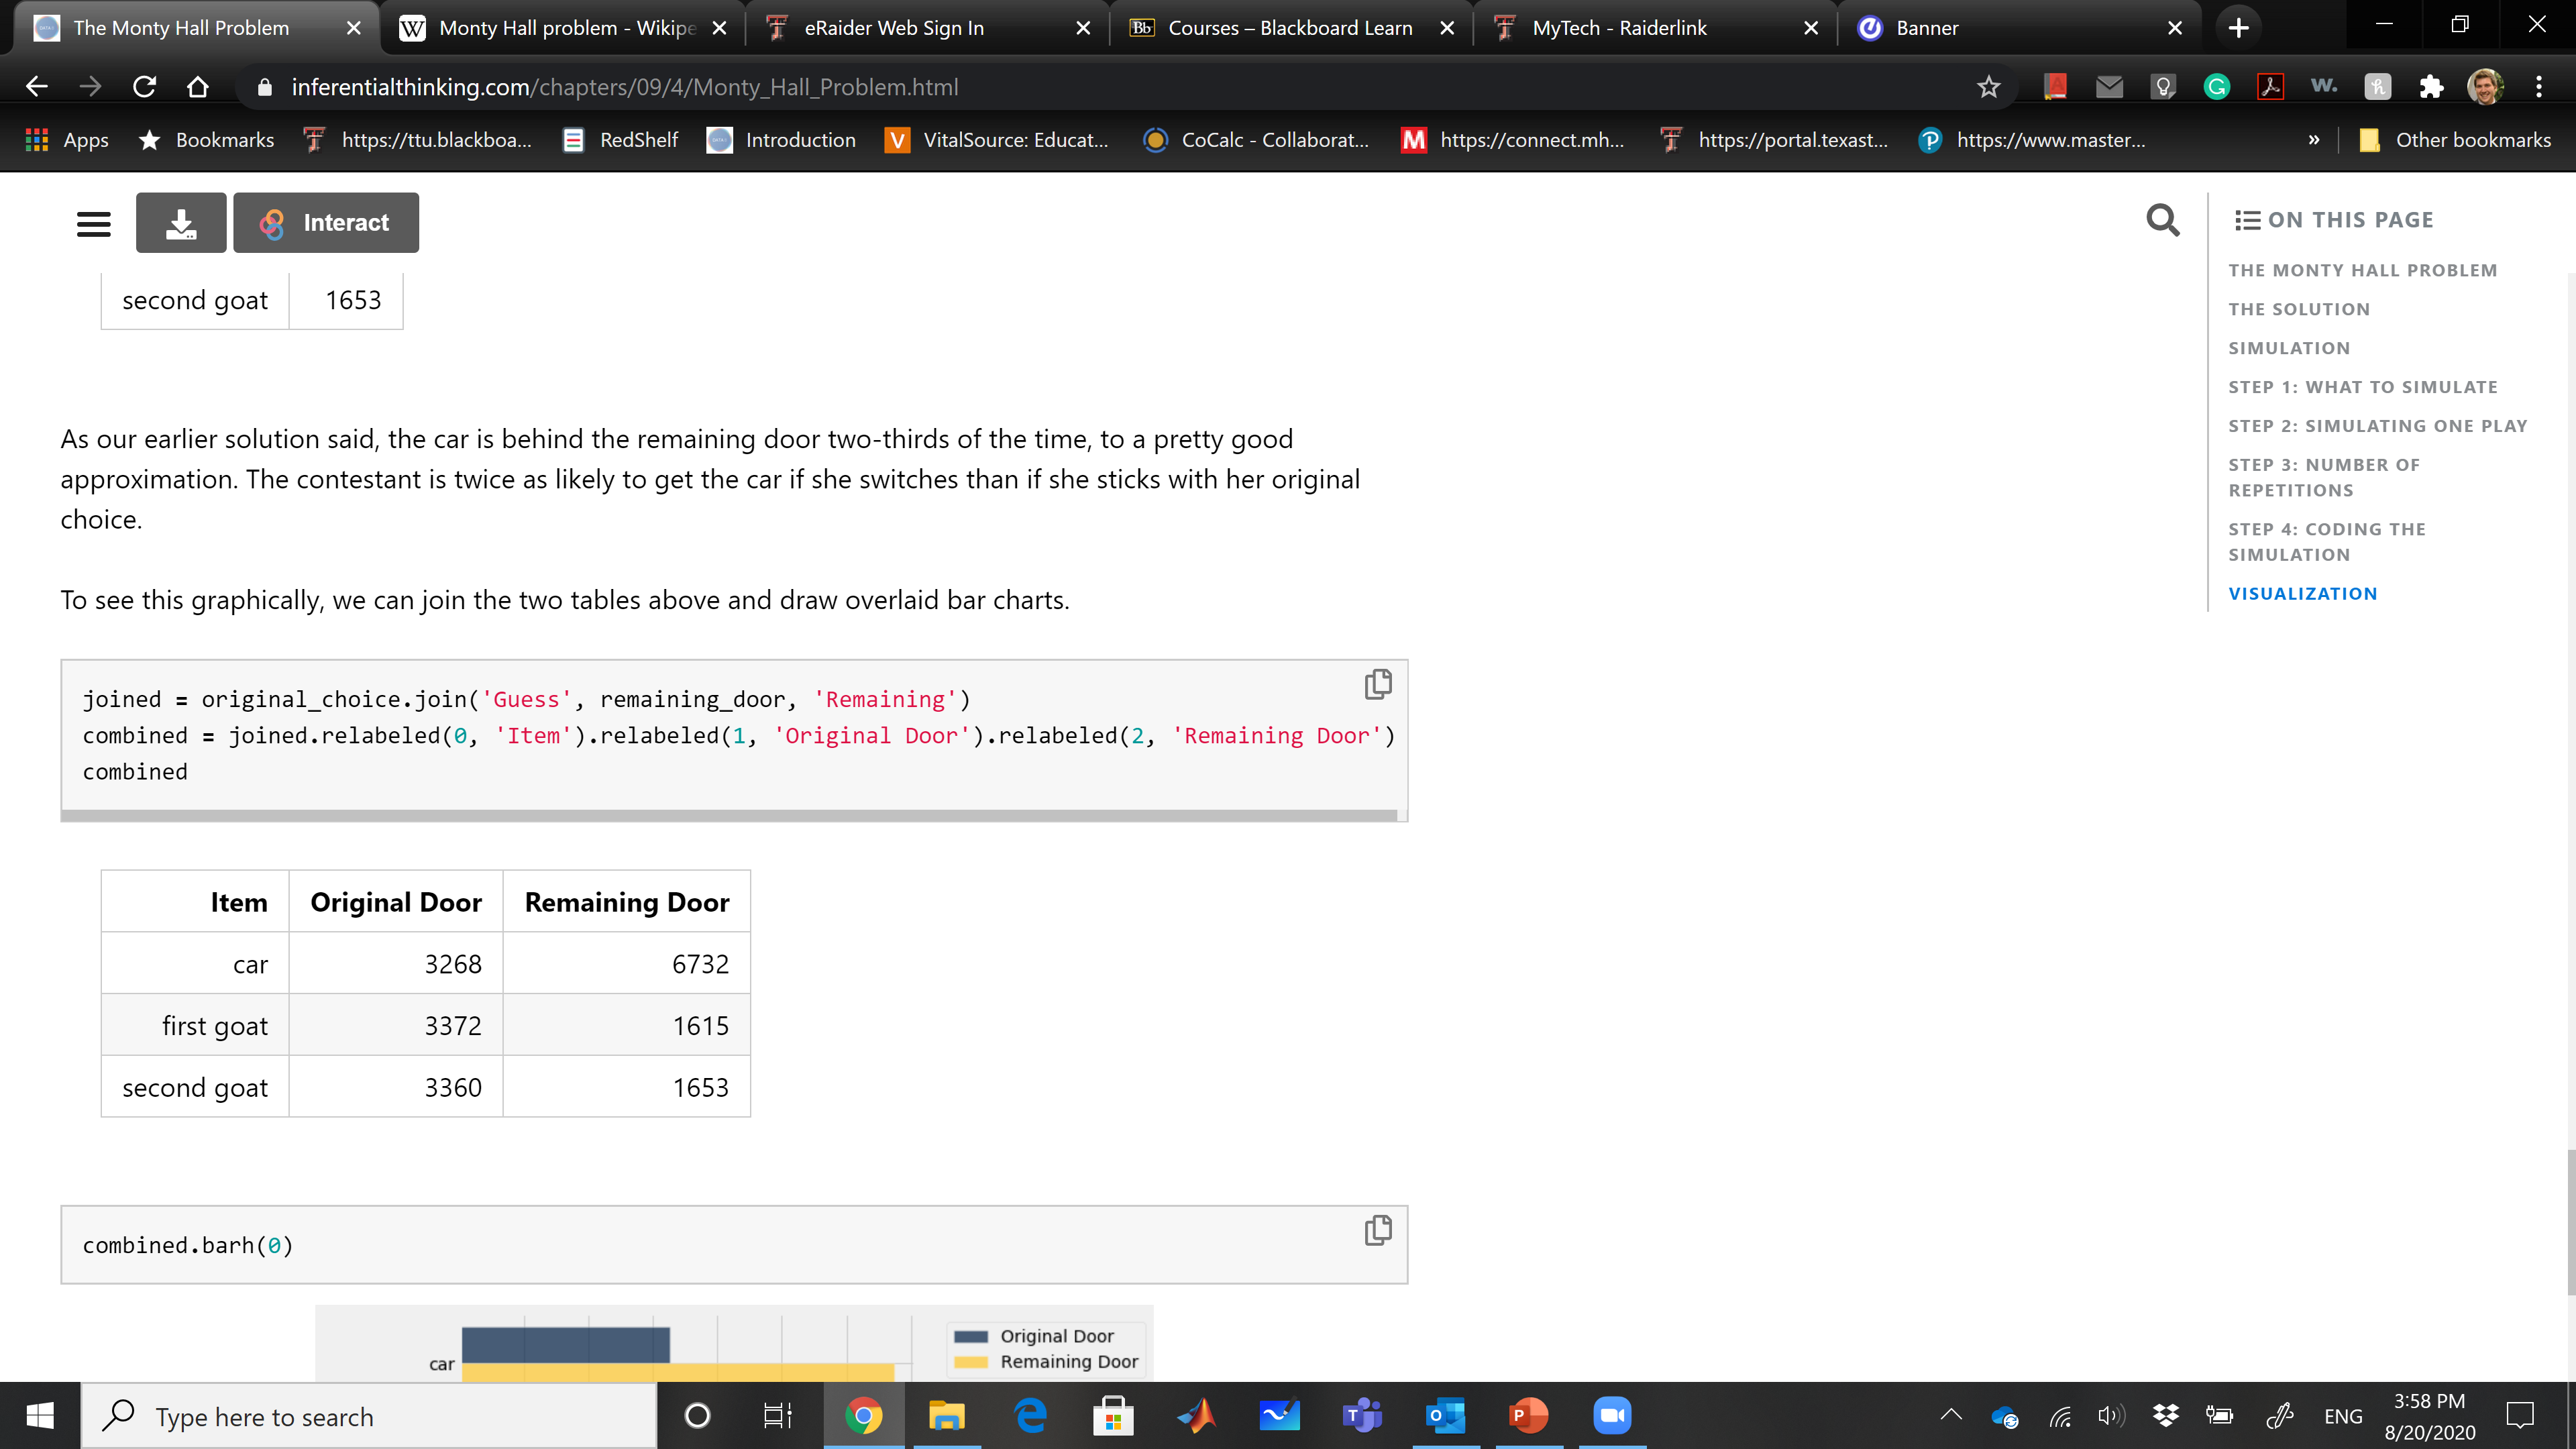 The Monty Hall Problem
Monty Hall problem - Wikipe
eRaider Web Sign In
Bb Courses – Blackboard Learn
MyTech - Raiderlink
Banner
inferentialthinking.com/chapters/09/4/Monty_Hall_Problem.html
Apps
Bookmarks
https://ttu.blackboa...
RedShelf
Introduction
VitalSource: Educat...
CoCalc - Collaborat...
https://connect.mh...
https://portal.texast...
https://www.master...
»
Other bookmarks
Interact
second goat 1653
As our earlier solution said, the car is behind the remaining door two-thirds of the time, to a pretty good
approximation. The contestant is twice as likely to get the car if she switches than if she sticks with her original
choice.
To see this graphically, we can join the two tables above and draw overlaid bar charts.
joined = original_choice.join('Guess', remaining_door, 'Remaining')
combined = joined.relabeled(0, 'Item').relabeled(1, 'Original Door').relabeled(2, 'Remaining Door')
combined
Item Original Door Remaining Door
car 3268 6732
first goat 3372 1615
second goat 3360 1653
combined.barh(0)
car
Original Door
Remaining Door
ON THIS PAGE
THE MONTY HALL PROBLEM
THE SOLUTION
SIMULATION
STEP 1: WHAT TO SIMULATE
STEP 2: SIMULATING ONE PLAY
STEP 3: NUMBER OF
REPETITIONS
STEP 4: CODING THE
SIMULATION
VISUALIZATION
Type here to search
ENG
3:58 PM
8/20/2020